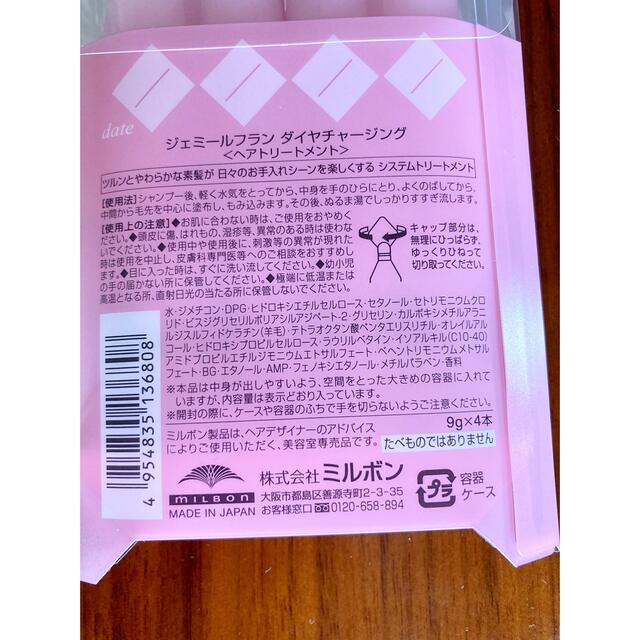 date
ジェミールフラン ダイヤチャージング
<ヘアトリートメント>
ツルンとやわらかな素髪が 日々のお手入れシーンを楽しくする システムトリートメント
【使用法】シャンプー後、軽く水気をとってから、中身を手のひらにとり、よくのばしてから、
中間から毛先を中心に塗布し、もみ込みます。その後、ぬるま湯でしっかりすすぎ流します。
【使用上の注意】◆お肌に合わない時は、ご使用をおやめく
ださい。◆頭皮に傷、はれもの、湿疹等、異常のある時は使わな
いでください。◆使用中や使用後に、刺激等の異常が現れた
時は使用を中止し、皮膚科専門医等へのご相談をおすすめし
ます。◆目に入った時は、すぐに洗い流してください。◆幼小児
の手の届かない所に保管してください。◆極端に低温または
高温となる所、直射日光の当たる所に保管しないでください。
キャップ部分は、
無理にひっぱらず、
ゆっくりひねって
切り取ってください。
水・ジメチコン・DPG・ヒドロキシエチルセルロース・セタノール・セトリモニウムクロ
リド・ビスジグリセリルポリアシルアジペート-2・グリセリン・カルボキシメチルアラニ
ルジスルフィドケラチン(羊毛)・テトラオクタン酸ペンタエリスリチル・オレイルアル
コール・ヒドロキシプロピルセルロース・ラウリルベタイン・イソアルキル(C10-40)
アミドプロピルエチルジモニウムエトサルフェート・ベヘントリモニウムメトサル
フェート・BG・エタノール・AMP・フェノキシエタノール・メチルパラベン・香料
※本品は中身が出しやすいよう、空間をとった大きめの容器に入れて
いますが、内容量は表示どおり入っています。
※開封の際に、ケースや容器のふちで手を切らないようご注意ください。
9g×4本
ミルボン製品は、ヘアデザイナーのアドバイス
によりご使用いただく、美容室専売品です。
たべものではありません
4 954835 136808
MILBON
MADE IN JAPAN
株式会社ミルボン
大阪市都島区善源寺町2-3-35
お客様窓口 0120-658-894
プラ
容器
ケース